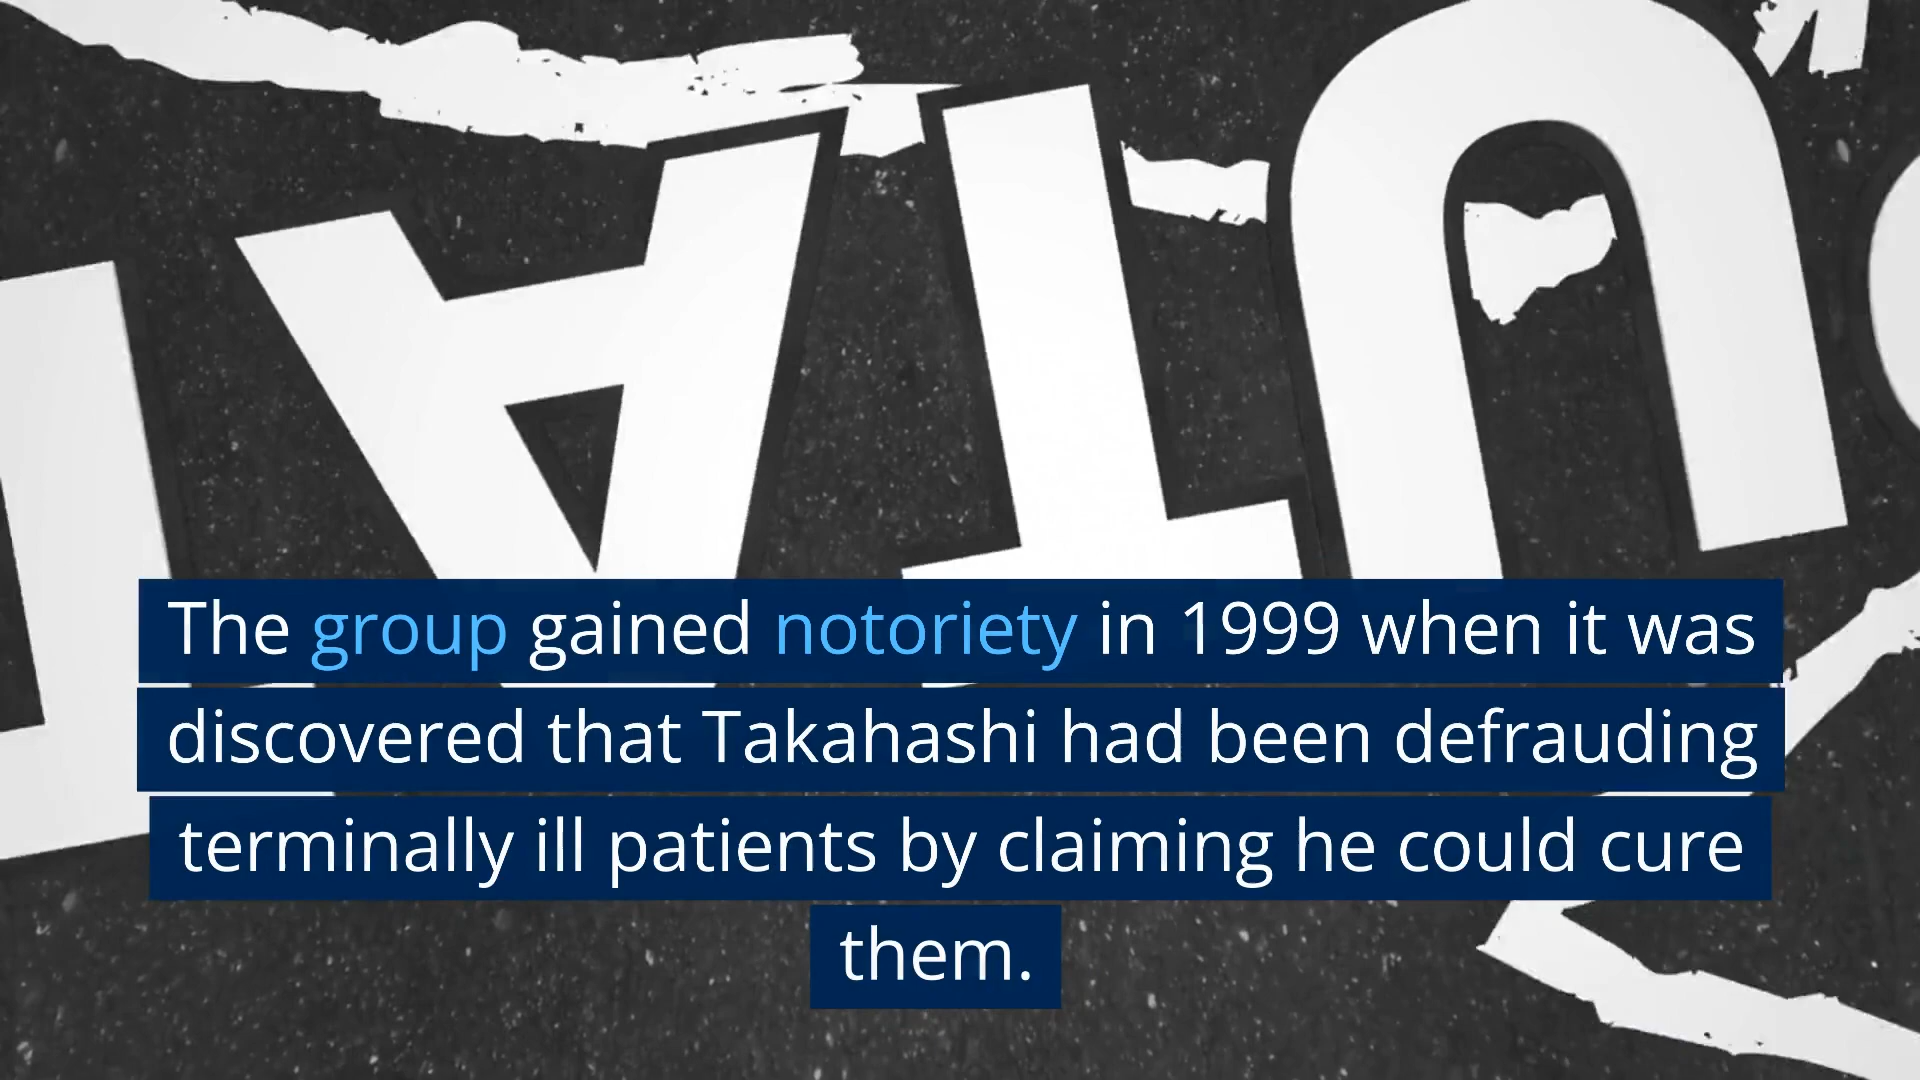 The group gained notoriety in 1999 when it was
discovered that Takahashi had been defrauding
terminally ill patients by claiming he could cure
them.